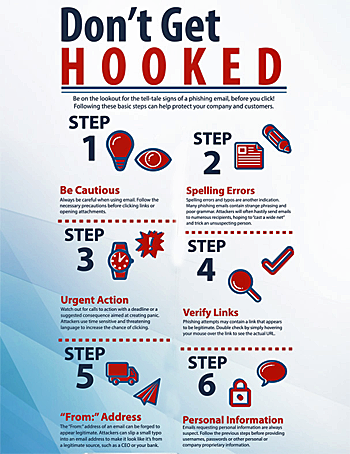 Don't Get
HOOKED
Be on the lookout for the tell-tale signs of a phishing email, before you click!
Following these basic steps can help protect your company and customers.
STEP
1
Be Cautious
Always be careful when using email. Follow the
necessary precautions before clicking links or
opening attachments.
STEP
2
Spelling Errors
Spelling errors and typos are another indication.
Many phishing emails contain strange phrasing and
poor grammar. Attackers will often hastily send emails
to numerous recipients, hoping to "cast a wide net"
and trick an unsuspecting person.
STEP
3
Urgent Action
Watch out for calls to action with a deadline or a
suggested consequence aimed at creating panic.
Attackers use time sensitive and threatening
language to increase the chance of clicking.
STEP
4
Verify Links
Phishing attempts may contain a link that appears
to be legitimate. Double check by simply hovering
your mouse over the link to see the actual URL.
STEP
5
"From:" Address
The "From:" address of an email can be forged to
appear legitimate. Attackers can slip a small typo
into an email address to make it look like it's from
a legitimate source, such as a CEO or your bank.
STEP
6
Personal Information
Emails requesting personal information are always
suspect. Follow the previous steps before providing
usernames, passwords or other personal or
company proprietary information.